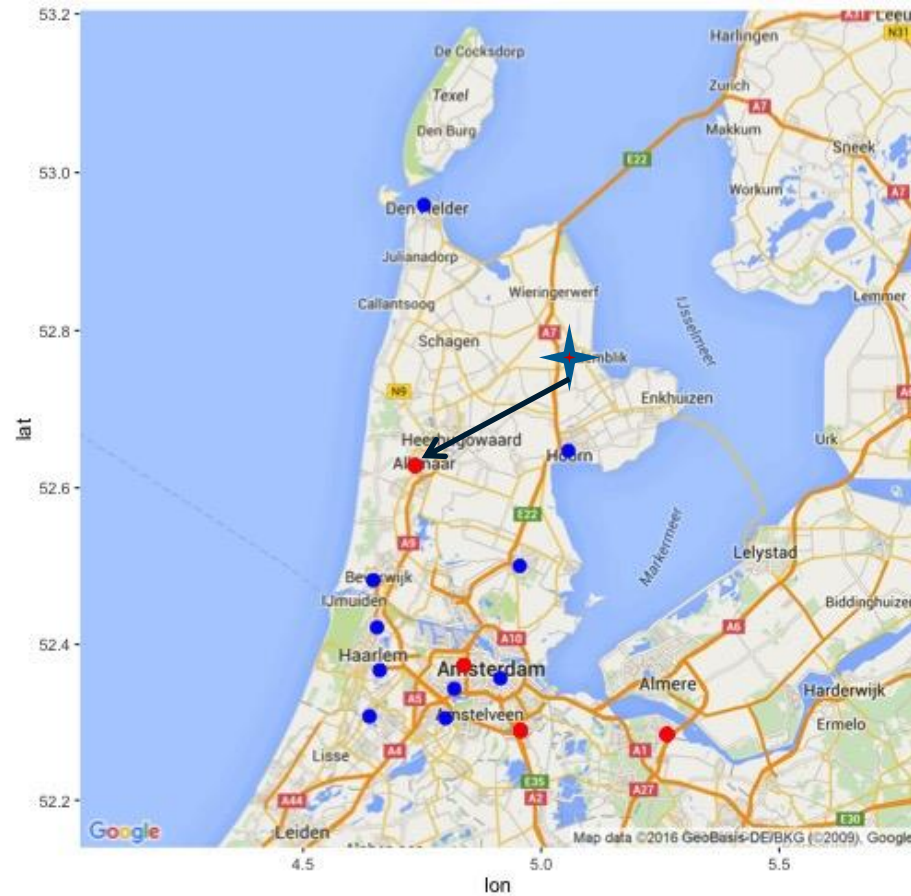 53.2
53.0
52.8
52.6
52.4
52.2
lat
4.5
5.0
5.5
lon
De Cocksdorp
Texel
Den Burg
Den Helder
Julianadorp
Callantsoog
Wieringerwerf
A7
Schagen
N9
Enkhuizen
IJsselmeer
Heerhugowaard
Hoorn
E22
A9
Markermeer
Beverwijk
IJmuiden
Haarlem
A10
Amsterdam
A5
Amstelveen
Lisse
A4
A44
Leiden
E35
A2
A1
A27
Almere
Lelystad
A6
Biddinghuizen
Harderwijk
Ermelo
E30
Urk
Lemmer
Workum
Sneek
A7
Makkum
Zurich
A7
E22
Harlingen
A31
N31
Google
Map data ©2016 GeoBasis-DE/BKG (©2009), Google